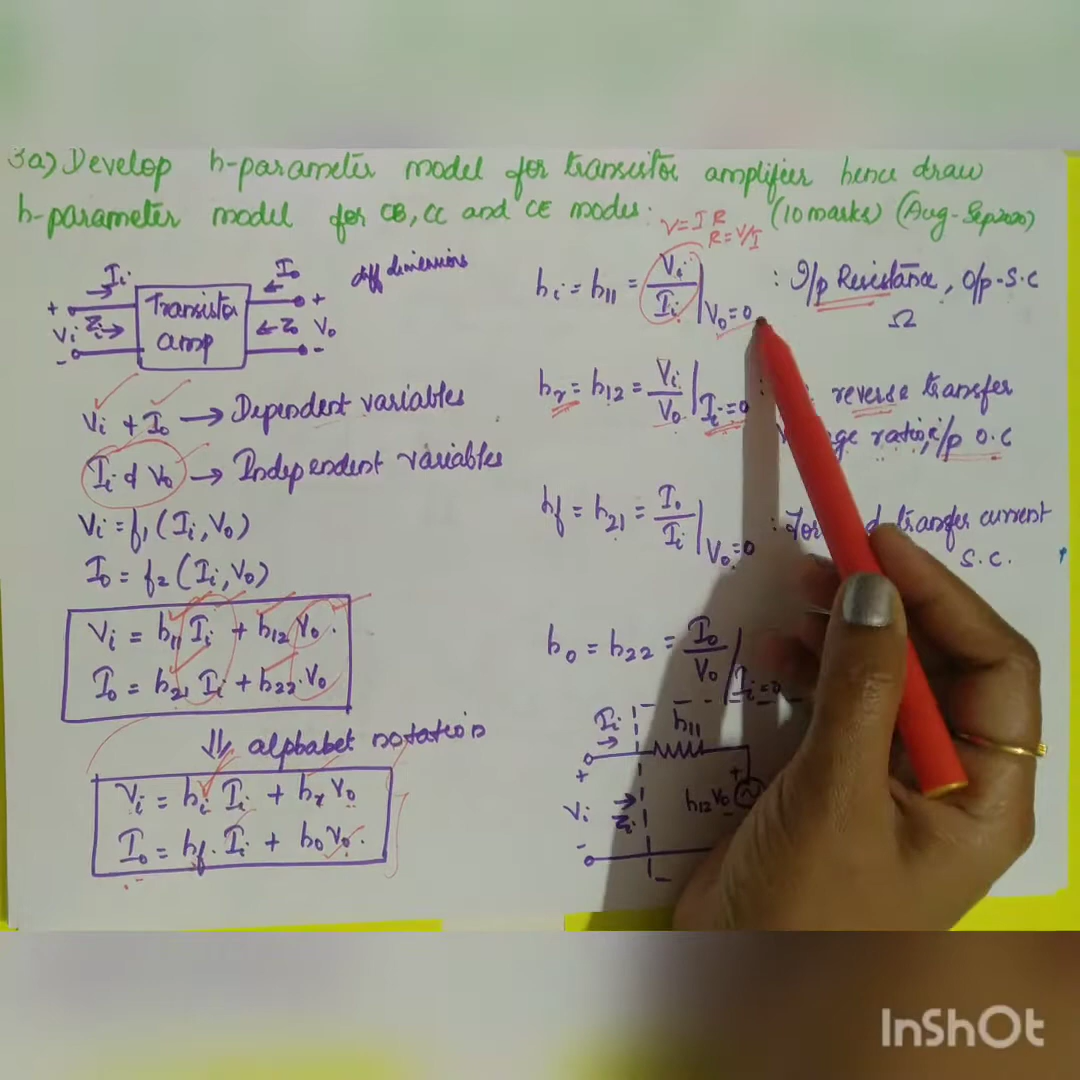 3a) Develop h-parameter model for transistor amplifier hence draw
h-parameter model for CB, CC and CE modes. (10 marks) (Aug-Sep 2020)
V=IR
R=V/I
Ii
Io
diff dimensions
+
Vi
-
Zi
Transistor
amp
Zo
+
Vo
-
Vi + Io → Dependent variables
Ii & Vo → Independent variables
Vi = f1 (Ii, Vo)
Io = f2 (Ii, Vo)
Vi = h11 Ii + h12 Vo.
Io = h21 Ii + h22. Vo
⇓ alphabet notation
Vi = hi Ii + hr Vo
Io = hf. Ii + ho Vo.
hi = h11 = Vi/Ii | Vo=0 : I/p Resistance, O/p-S.C
Ω
hr = h12 = Vi/Vo | Ii=0 : reverse transfer
ratio, i/p O.C
hf = h21 = Io/Ii | Vo=0 : transfer current
S.C.
ho = h22 = Io/Vo | Ii=0
Ii
h11
+
Vi
-
Zi
+
h12 Vo